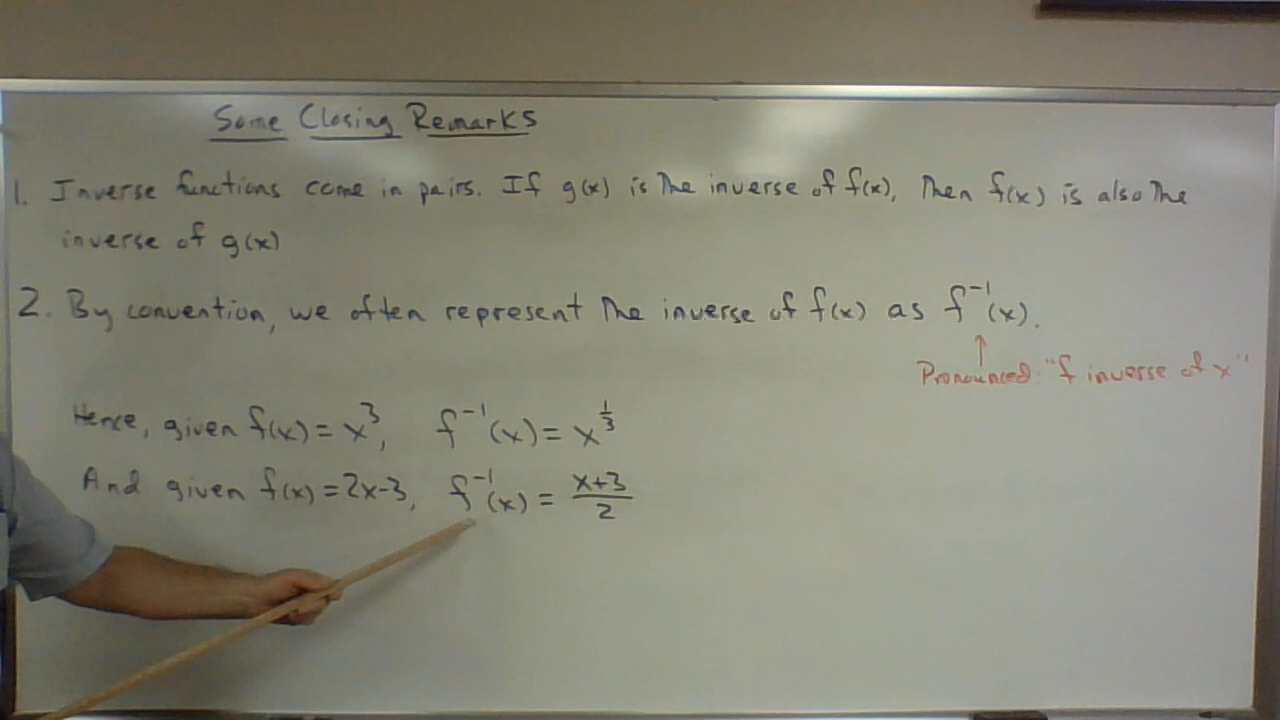 Some Closing Remarks
1. Inverse functions come in pairs. If g(x) is the inverse of f(x), Then f(x) is also the
inverse of g(x)
2. By convention, we often represent the inverse of f(x) as f⁻¹(x).
Pronounced: "f inverse of x"
Hence, given f(x) = x³, f⁻¹(x) = x^(1/3)
And given f(x) = 2x-3, f⁻¹(x) = (x+3)/2